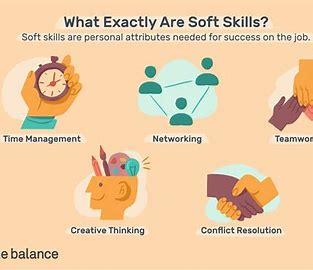 What Exactly Are Soft Skills?
Soft skills are personal attributes needed for success on the job.
Time Management
Networking
Teamwor
Creative Thinking
Conflict Resolution
e balance